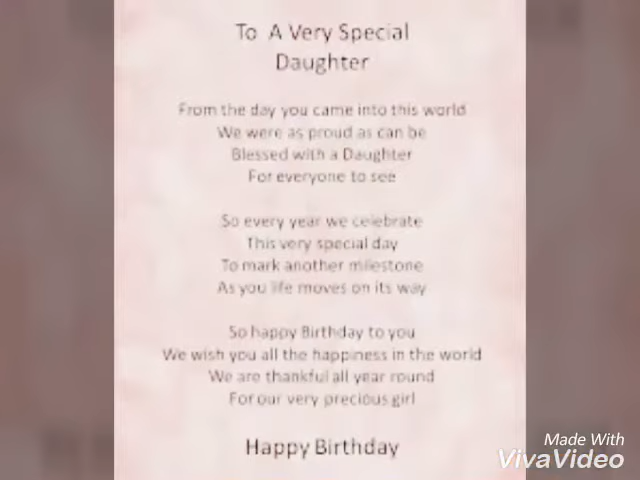 To A Very Special
Daughter
From the day you came into this world
We were as proud as can be
Blessed with a Daughter
For everyone to see
So every year we celebrate
This very special day
To mark another milestone
As you life moves on its way
So happy Birthday to you
We wish you all the happiness in the world
We are thankful all year round
For our very precious girl
Happy Birthday
Made With
VivaVideo